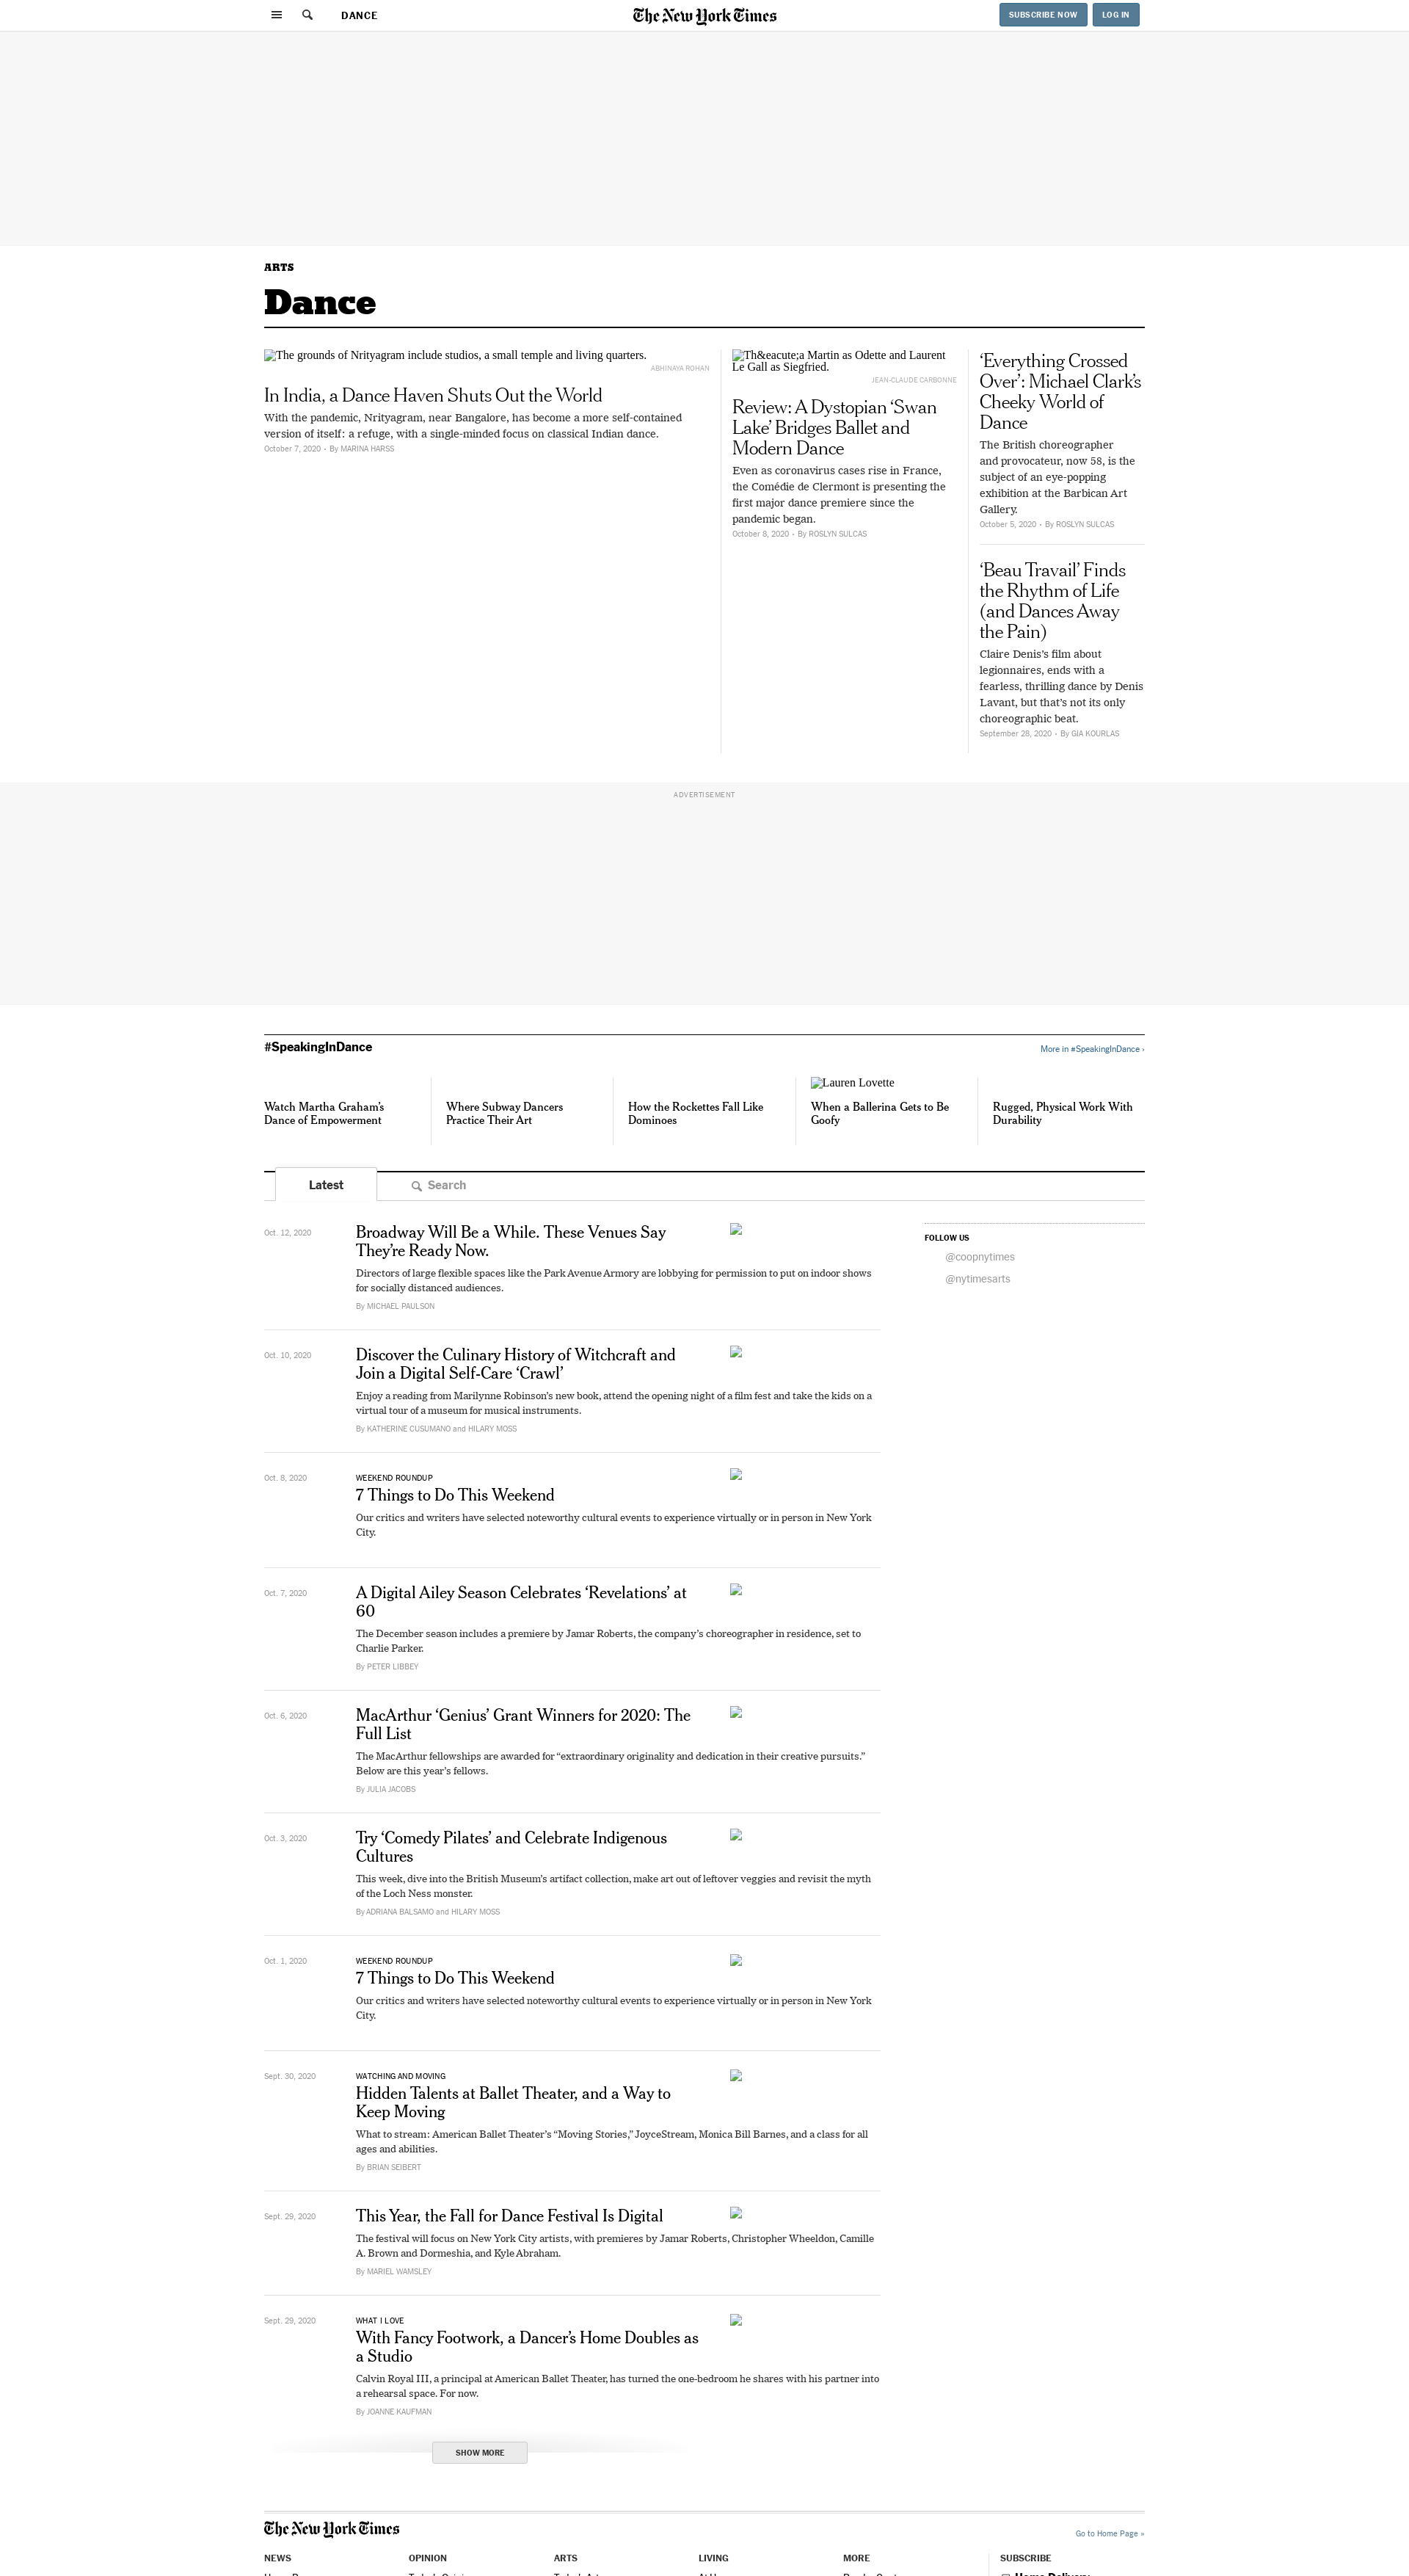 DANCE
The New York Times
SUBSCRIBE NOW
LOG IN
ARTS
Dance
The grounds of Nrityagram include studios, a small temple and living quarters.
ABHINAYA ROHAN
In India, a Dance Haven Shuts Out the World
With the pandemic, Nrityagram, near Bangalore, has become a more self-contained
version of itself: a refuge, with a single-minded focus on classical Indian dance.
October 7, 2020 • By MARINA HARSS
Th&eacute;a Martin as Odette and Laurent
Le Gall as Siegfried.
JEAN-CLAUDE CARBONNE
Review: A Dystopian ‘Swan
Lake’ Bridges Ballet and
Modern Dance
Even as coronavirus cases rise in France,
the Comédie de Clermont is presenting the
first major dance premiere since the
pandemic began.
October 8, 2020 • By ROSLYN SULCAS
‘Everything Crossed
Over’: Michael Clark’s
Cheeky World of
Dance
The British choreographer
and provocateur, now 58, is the
subject of an eye-popping
exhibition at the Barbican Art
Gallery.
October 5, 2020 • By ROSLYN SULCAS
‘Beau Travail’ Finds
the Rhythm of Life
(and Dances Away
the Pain)
Claire Denis’s film about
legionnaires, ends with a
fearless, thrilling dance by Denis
Lavant, but that’s not its only
choreographic beat.
September 28, 2020 • By GIA KOURLAS
ADVERTISEMENT
#SpeakingInDance
More in #SpeakingInDance ›
Watch Martha Graham’s
Dance of Empowerment
Where Subway Dancers
Practice Their Art
How the Rockettes Fall Like
Dominoes
Lauren Lovette
When a Ballerina Gets to Be
Goofy
Rugged, Physical Work With
Durability
Latest
Search
Oct. 12, 2020
Broadway Will Be a While. These Venues Say
They’re Ready Now.
Directors of large flexible spaces like the Park Avenue Armory are lobbying for permission to put on indoor shows
for socially distanced audiences.
By MICHAEL PAULSON
FOLLOW US
@coopnytimes
@nytimesarts
Oct. 10, 2020
Discover the Culinary History of Witchcraft and
Join a Digital Self-Care ‘Crawl’
Enjoy a reading from Marilynne Robinson’s new book, attend the opening night of a film fest and take the kids on a
virtual tour of a museum for musical instruments.
By KATHERINE CUSUMANO and HILARY MOSS
Oct. 8, 2020
WEEKEND ROUNDUP
7 Things to Do This Weekend
Our critics and writers have selected noteworthy cultural events to experience virtually or in person in New York
City.
Oct. 7, 2020
A Digital Ailey Season Celebrates ‘Revelations’ at
60
The December season includes a premiere by Jamar Roberts, the company’s choreographer in residence, set to
Charlie Parker.
By PETER LIBBEY
Oct. 6, 2020
MacArthur ‘Genius’ Grant Winners for 2020: The
Full List
The MacArthur fellowships are awarded for “extraordinary originality and dedication in their creative pursuits.”
Below are this year’s fellows.
By JULIA JACOBS
Oct. 3, 2020
Try ‘Comedy Pilates’ and Celebrate Indigenous
Cultures
This week, dive into the British Museum’s artifact collection, make art out of leftover veggies and revisit the myth
of the Loch Ness monster.
By ADRIANA BALSAMO and HILARY MOSS
Oct. 1, 2020
WEEKEND ROUNDUP
7 Things to Do This Weekend
Our critics and writers have selected noteworthy cultural events to experience virtually or in person in New York
City.
Sept. 30, 2020
WATCHING AND MOVING
Hidden Talents at Ballet Theater, and a Way to
Keep Moving
What to stream: American Ballet Theater’s “Moving Stories,” JoyceStream, Monica Bill Barnes, and a class for all
ages and abilities.
By BRIAN SEIBERT
Sept. 29, 2020
This Year, the Fall for Dance Festival Is Digital
The festival will focus on New York City artists, with premieres by Jamar Roberts, Christopher Wheeldon, Camille
A. Brown and Dormeshia, and Kyle Abraham.
By MARIEL WAMSLEY
Sept. 29, 2020
WHAT I LOVE
With Fancy Footwork, a Dancer’s Home Doubles as
a Studio
Calvin Royal III, a principal at American Ballet Theater, has turned the one-bedroom he shares with his partner into
a rehearsal space. For now.
By JOANNE KAUFMAN
SHOW MORE
The New York Times
Go to Home Page »
NEWS
OPINION
ARTS
LIVING
MORE
SUBSCRIBE